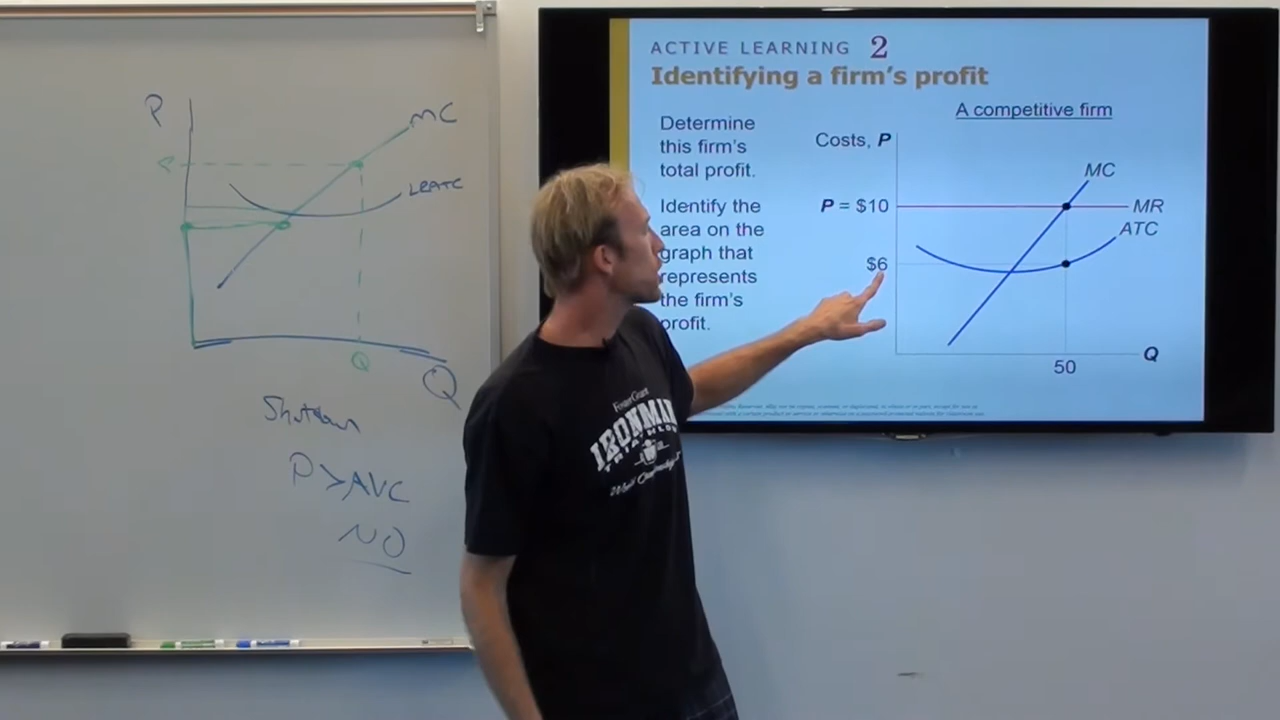 P
MC
LRATC
Q
Q
Shutdown
P > AVC
NO
ACTIVE LEARNING 2
Identifying a firm's profit
A competitive firm
Determine
this firm's
total profit.
Identify the
area on the
graph that
represents
the firm's
profit.
Costs, P
MC
P = $10
MR
ATC
$6
Q
50
IRONMAN
TRIATHLON